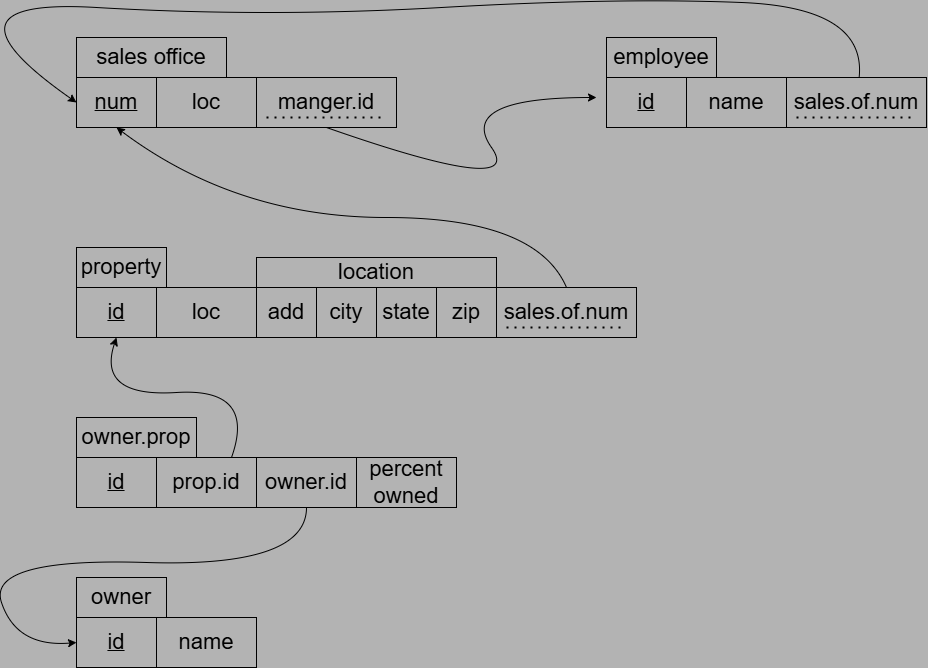 sales office
num loc manger.id
employee
id name sales.of.num
property
location
id loc add city state zip sales.of.num
owner.prop
id prop.id owner.id percent
owned
owner
id name